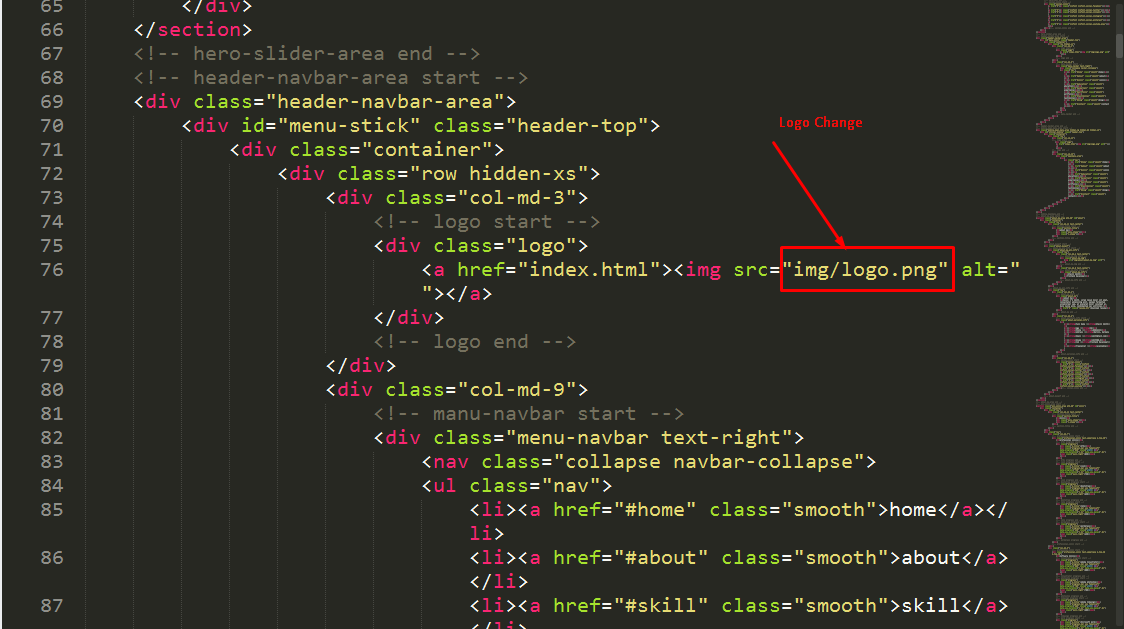 65 </div>
66 </section>
67 <!-- hero-slider-area end -->
68 <!-- header-navbar-area start -->
69 <div class="header-navbar-area">
70 <div id="menu-stick" class="header-top">
Logo Change
71 <div class="container">
72 <div class="row hidden-xs">
73 <div class="col-md-3">
74 <!-- logo start -->
75 <div class="logo">
76 <a href="index.html"><img src="img/logo.png" alt="
"></a>
77 </div>
78 <!-- logo end -->
79 </div>
80 <div class="col-md-9">
81 <!-- manu-navbar start -->
82 <div class="menu-navbar text-right">
83 <nav class="collapse navbar-collapse">
84 <ul class="nav">
85 <li><a href="#home" class="smooth">home</a></
li>
86 <li><a href="#about" class="smooth">about</a>
</li>
87 <li><a href="#skill" class="smooth">skill</a>
</li>